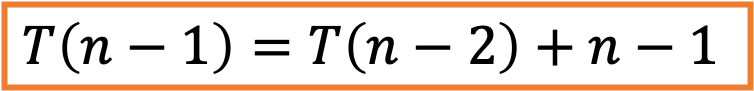 T(n − 1) = T(n − 2) + n − 1